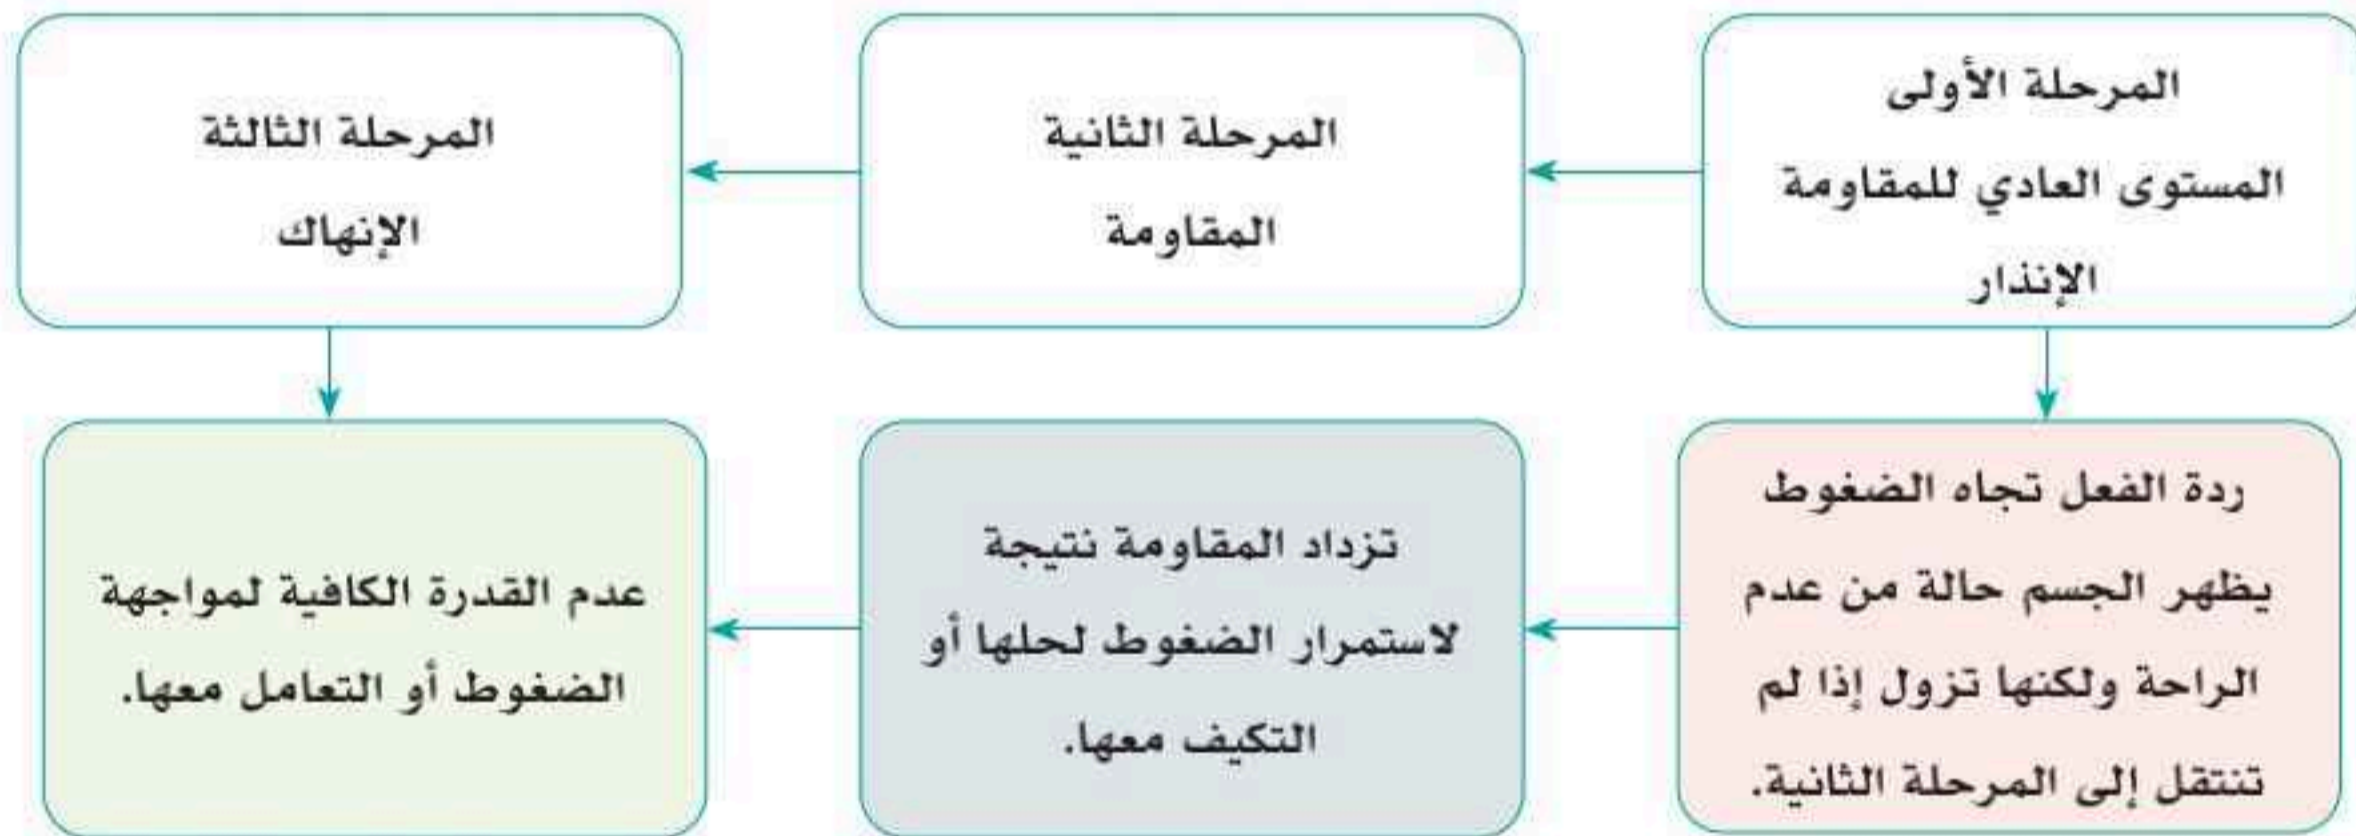 المرحلة الأولى
المستوى العادي للمقاومة
الإنذار
المرحلة الثانية
المقاومة
المرحلة الثالثة
الإنهاك
ردة الفعل تجاه الضغوط
يظهر الجسم حالة من عدم
الراحة ولكنها تزول إذا لم
تنتقل إلى المرحلة الثانية.
تزداد المقاومة نتيجة
لاستمرار الضغوط لحلها أو
التكيف معها.
عدم القدرة الكافية لمواجهة
الضغوط أو التعامل معها.